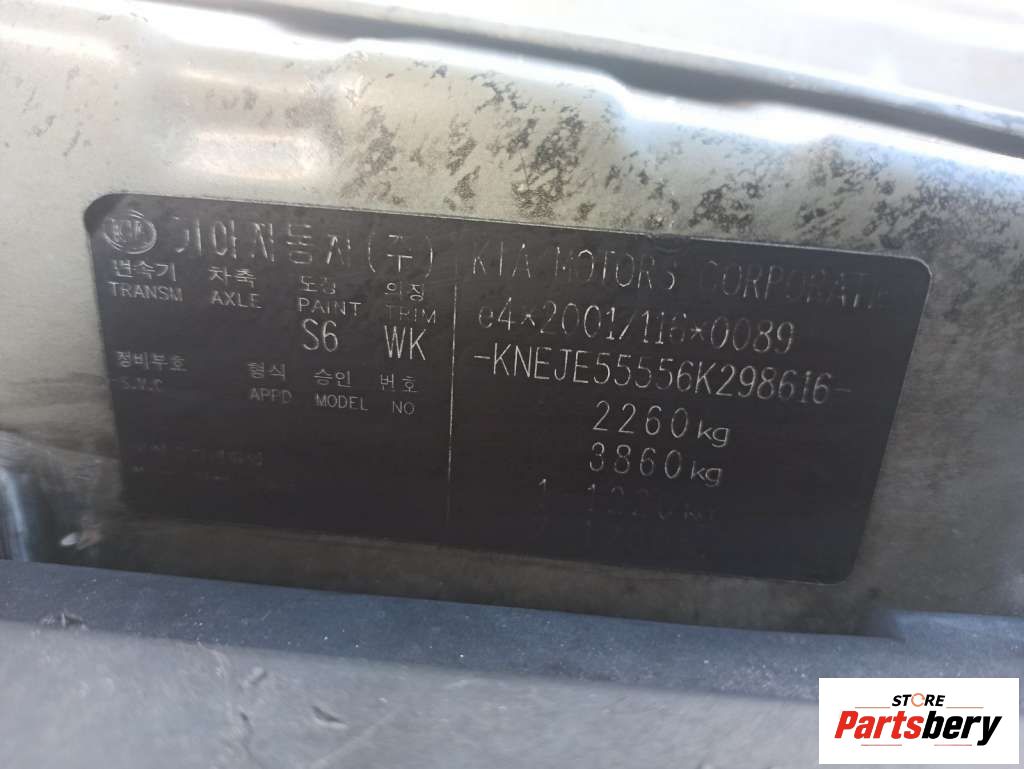 KIA 기아자동차(주) KIA MOTORS CORPORATI
변속기 차축 도장 의장
TRANSM AXLE PAINT TRIM
S6 WK
정비부호 형식 승인 번호
S.V.C APPD MODEL NO
e4*2001/116*0089
-KNEJE55556K298616-
2260kg
3860kg
STORE
Partsbery